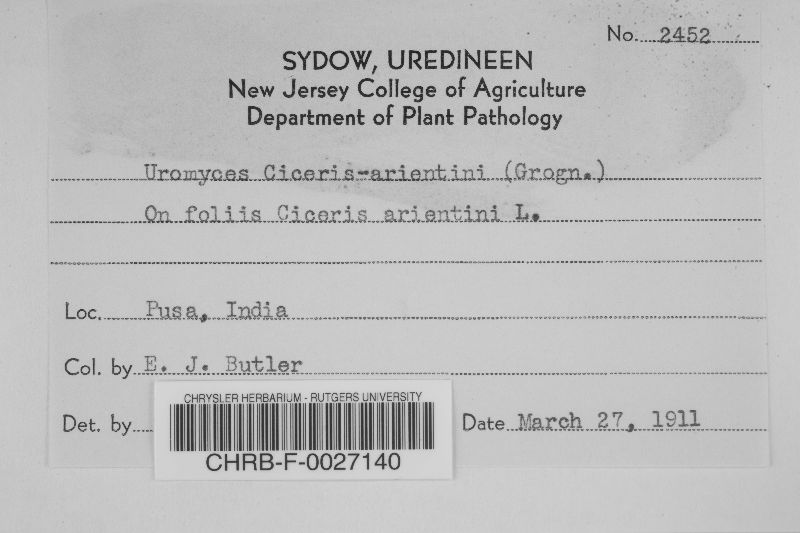 No. 2452
SYDOW, UREDINEEN
New Jersey College of Agriculture
Department of Plant Pathology
Uromyces Ciceris-arientini (Grogn.)
On foliis Ciceris arientini L.
Loc. Pusa, India
Col. by E. J. Butler
Det. by
Date March 27, 1911
CHRYSLER HERBARIUM - RUTGERS UNIVERSITY
CHRB-F-0027140